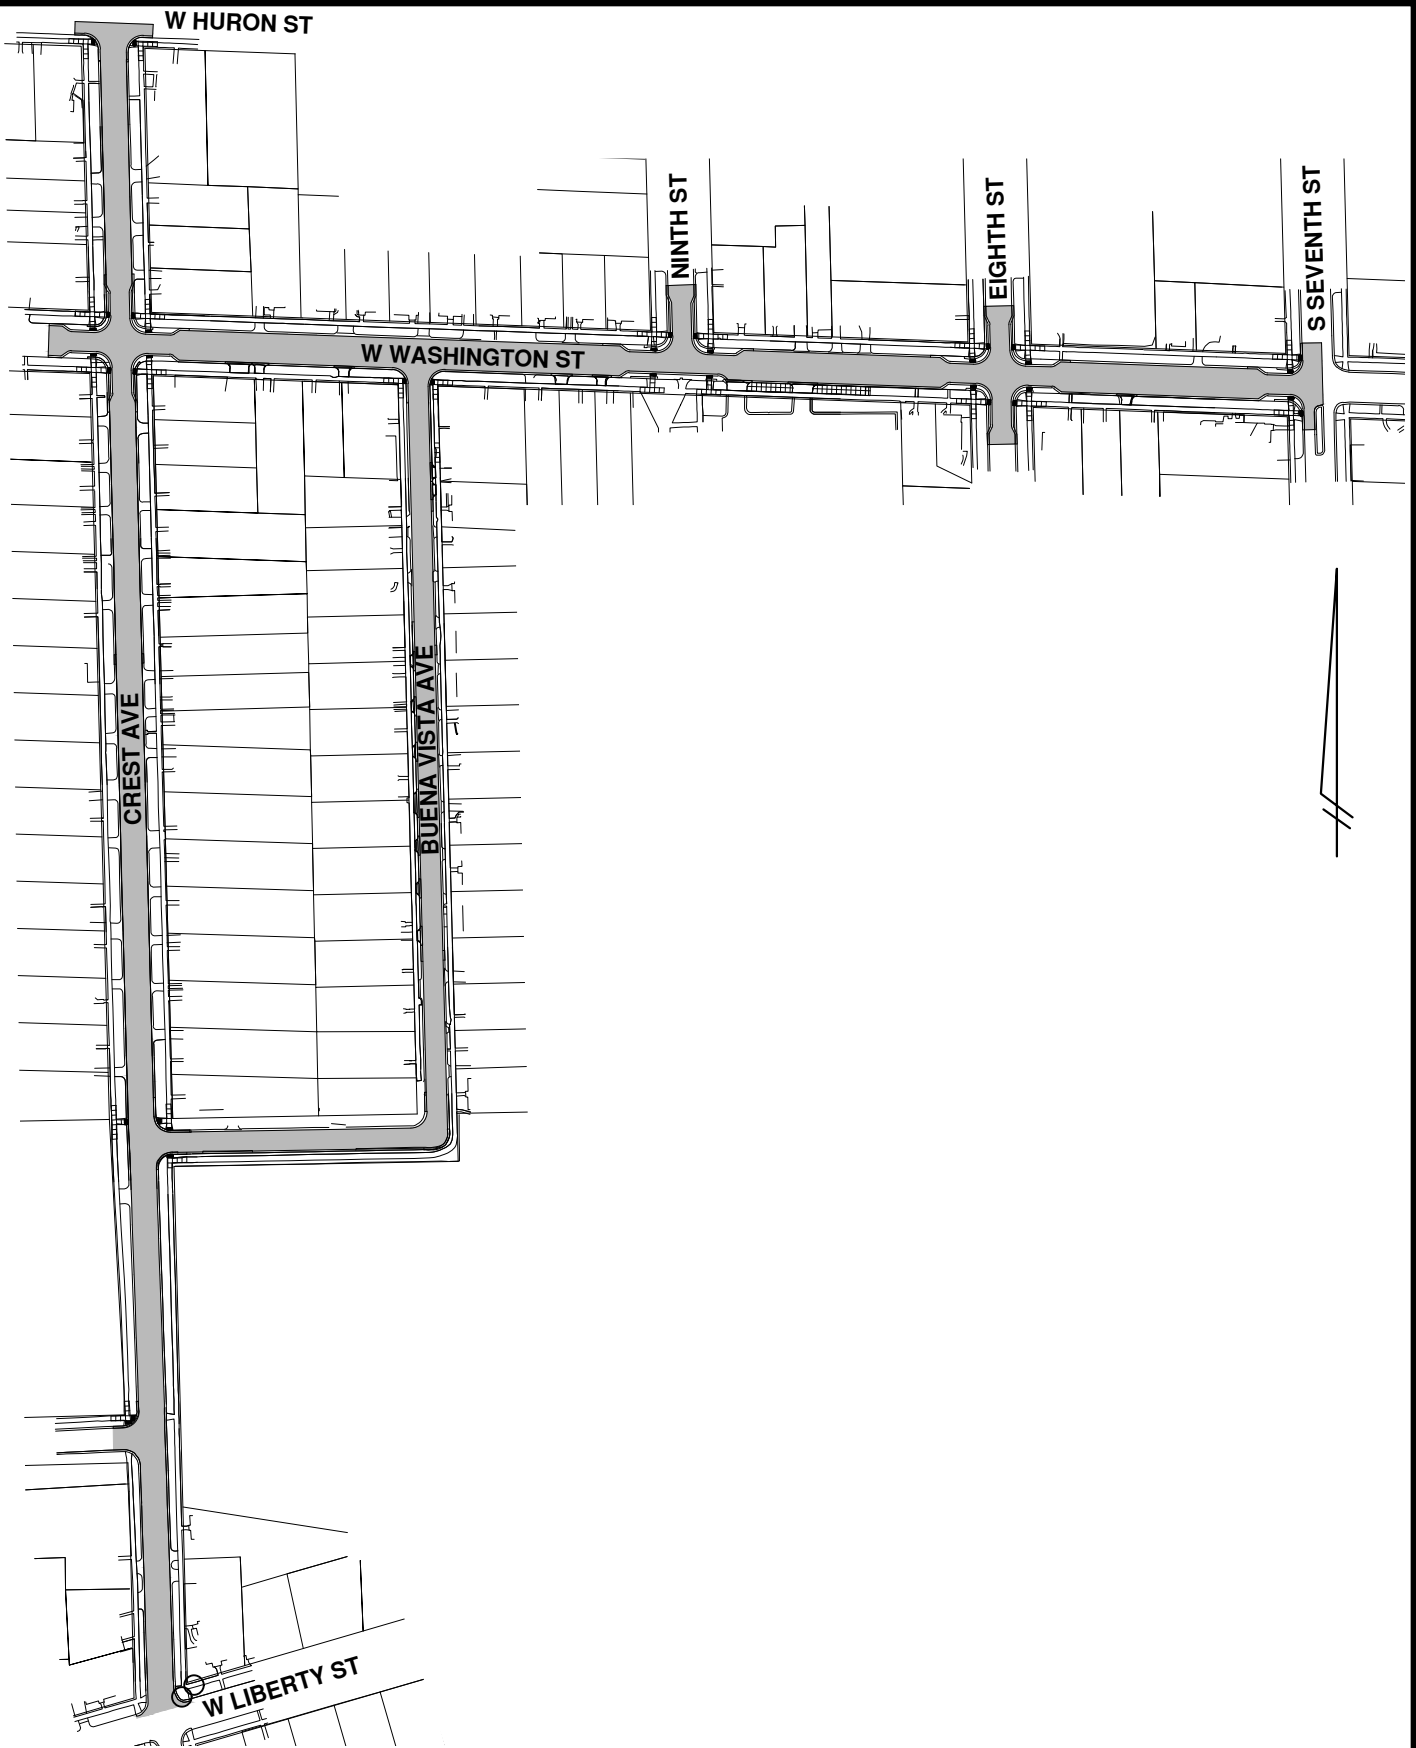 W HURON ST
NINTH ST
EIGHTH ST
S SEVENTH ST
W WASHINGTON ST
CREST AVE
BUENA VISTA AVE
W LIBERTY ST